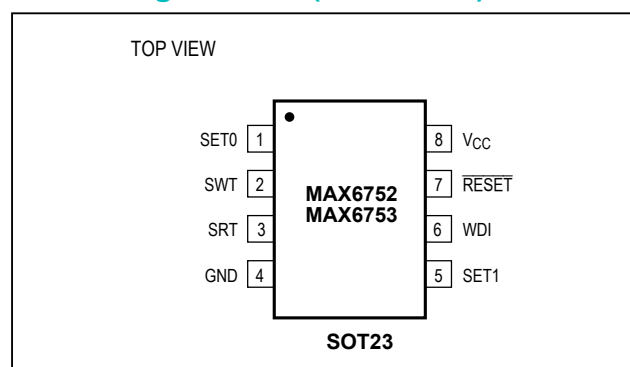 TOP VIEW
SET0 1
SWT 2
SRT 3
GND 4
MAX6752
MAX6753
8 VCC
7 RESET
6 WDI
5 SET1
SOT23